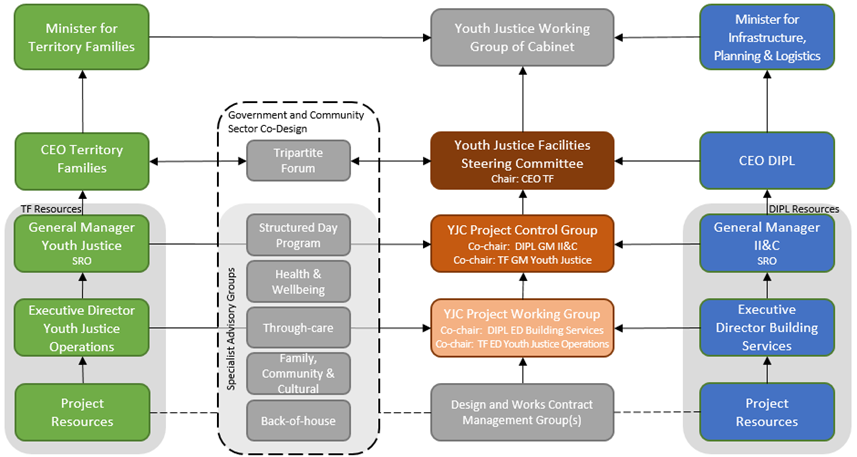 Minister for
Territory Families
Youth Justice Working
Group of Cabinet
Minister for
Infrastructure,
Planning & Logistics
Government and Community
Sector Co-Design
CEO Territory
Families
Tripartite
Forum
Youth Justice Facilities
Steering Committee
Chair: CEO TF
CEO DIPL
TF Resources
DIPL Resources
General Manager
Youth Justice
SRO
Structured Day
Program
YJC Project Control Group
Co-chair: DIPL GM II&C
Co-chair: TF GM Youth Justice
General Manager
II&C
SRO
Specialist Advisory Groups
Health &
Wellbeing
Executive Director
Youth Justice
Operations
Through-care
YJC Project Working Group
Co-chair: DIPL ED Building Services
Co-chair: TF ED Youth Justice Operations
Executive
Director Building
Services
Family,
Community &
Cultural
Project
Resources
Back-of-house
Design and Works Contract
Management Group(s)
Project
Resources